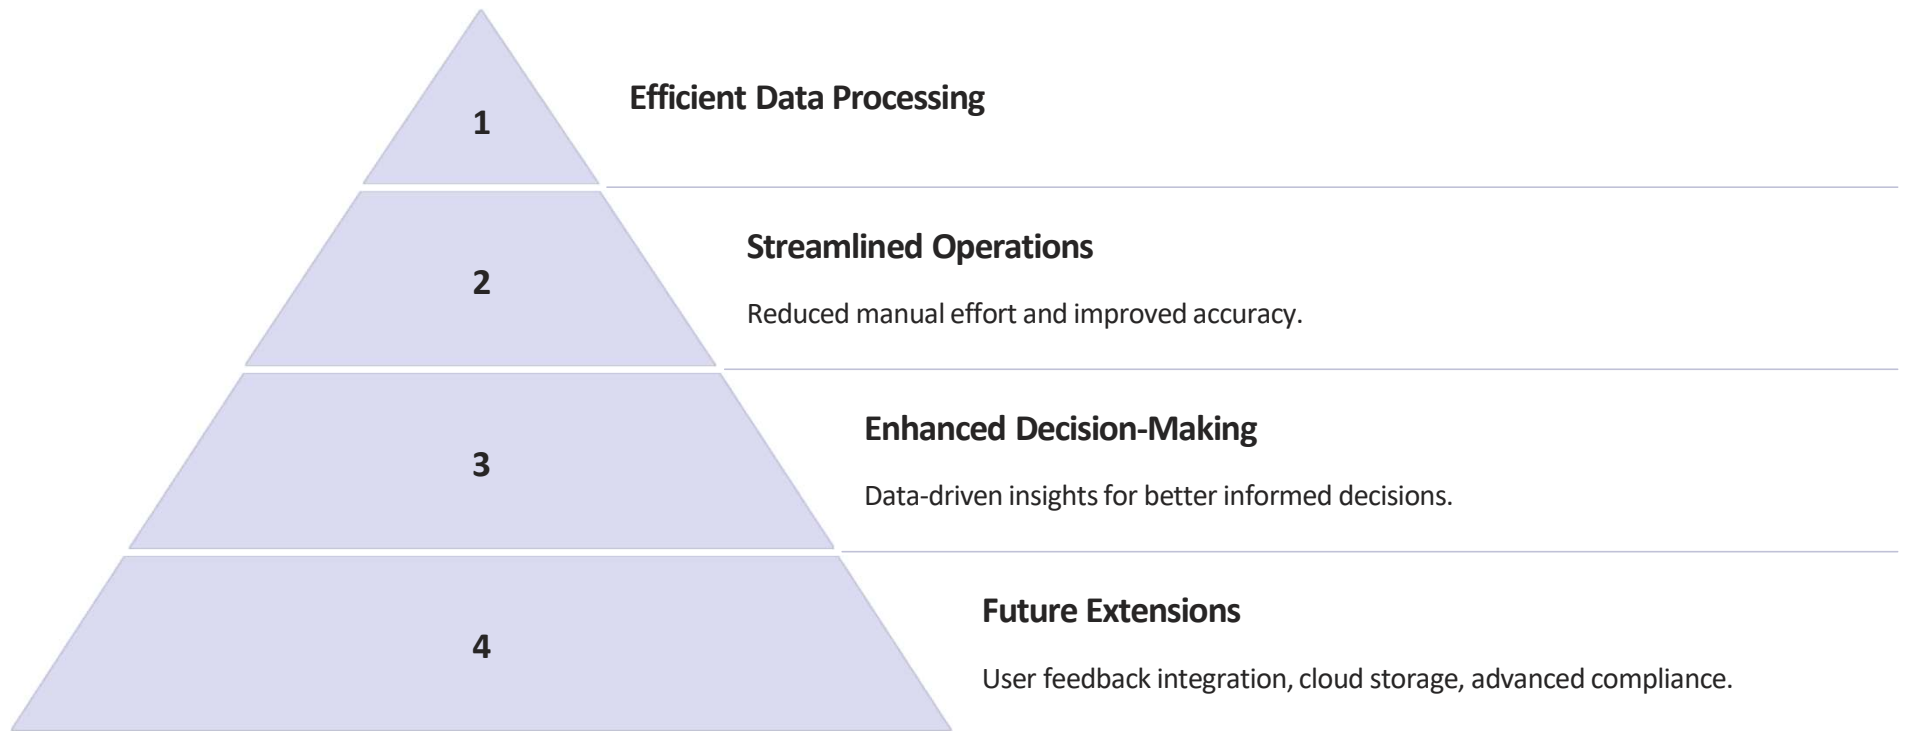 1
Efficient Data Processing
2
Streamlined Operations
Reduced manual effort and improved accuracy.
3
Enhanced Decision-Making
Data-driven insights for better informed decisions.
4
Future Extensions
User feedback integration, cloud storage, advanced compliance.